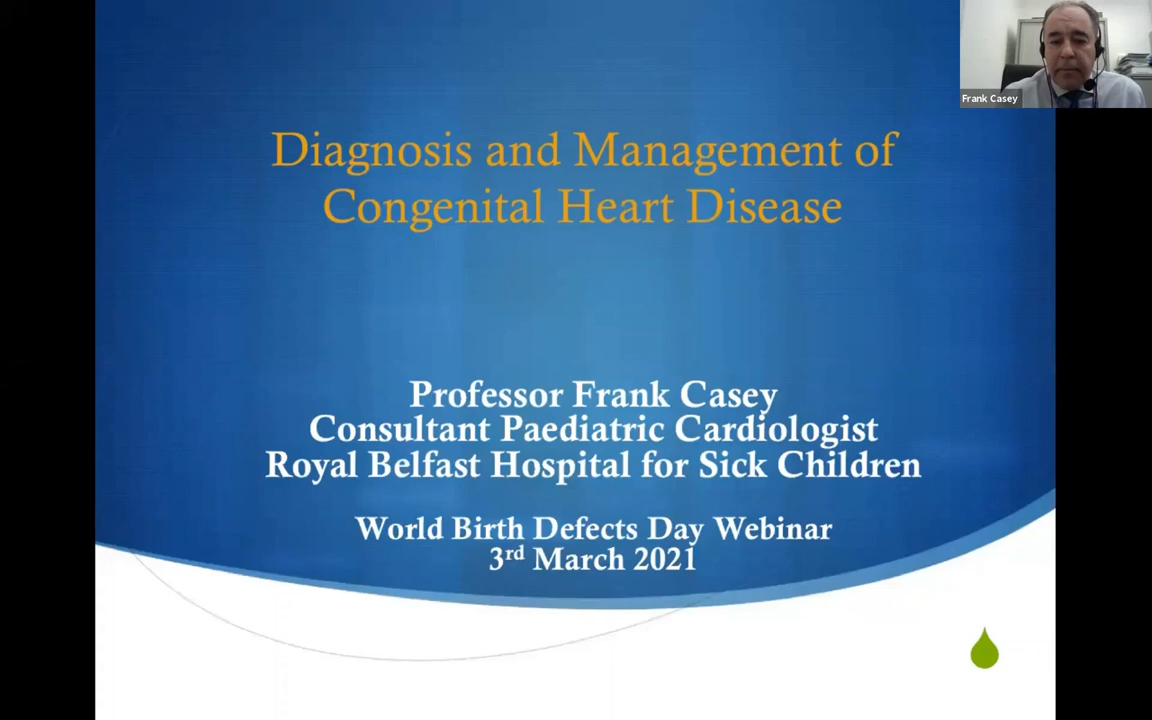 Frank Casey
Diagnosis and Management of
Congenital Heart Disease
Professor Frank Casey
Consultant Paediatric Cardiologist
Royal Belfast Hospital for Sick Children
World Birth Defects Day Webinar
3rd March 2021